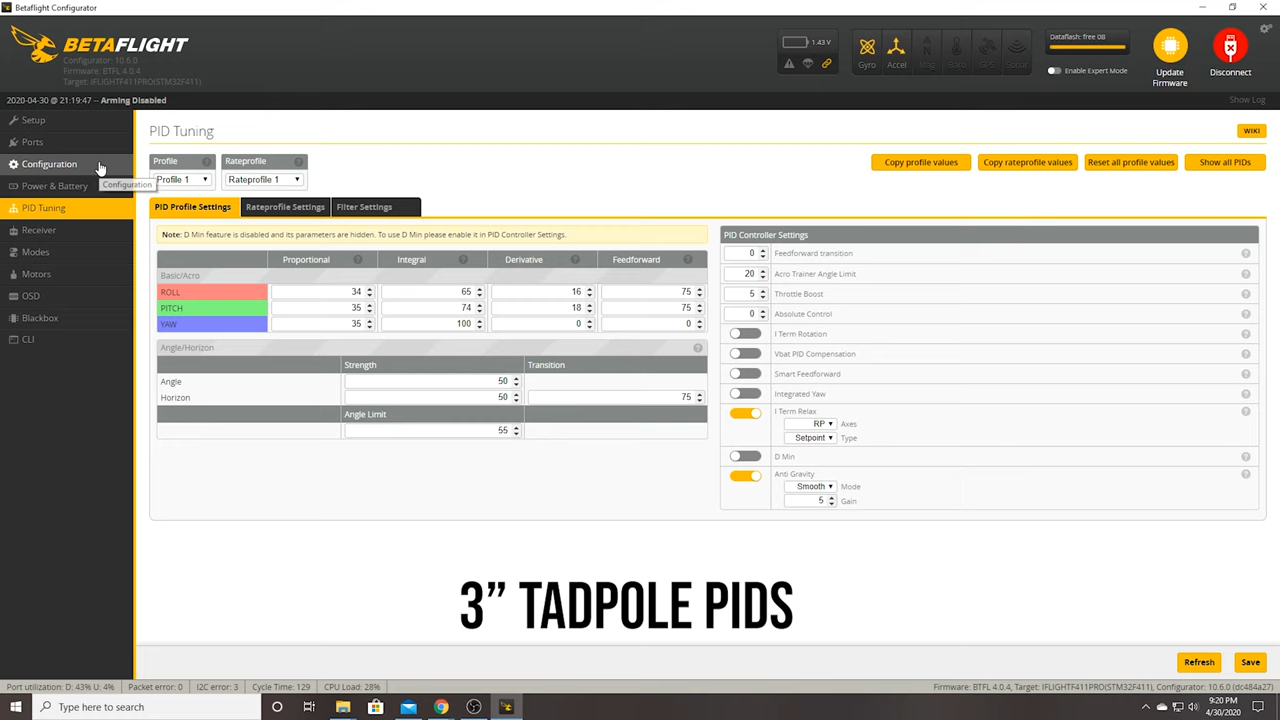 Betaflight Configurator
BETAFLIGHT
Configurator: 10.6.0
Firmware: BTFL 4.0.4
Target: IFLIGHTF411PRO(STM32F411)
1.43 V
Gyro
Accel
Mag
Baro
GPS
Sonar
Dataflash: free 0B
Enable Expert Mode
Update Firmware
Disconnect
2020-04-30 @ 21:19:47 -- Arming Disabled
Show Log
Setup
Ports
Configuration
Configuration
Power & Battery
PID Tuning
Receiver
Modes
Motors
OSD
Blackbox
CLI
PID Tuning
WIKI
Profile
Rateprofile
Profile 1
Rateprofile 1
Copy profile values
Copy rateprofile values
Reset all profile values
Show all PIDs
PID Profile Settings
Rateprofile Settings
Filter Settings
Note: D Min feature is disabled and its parameters are hidden. To use D Min please enable it in PID Controller Settings.
Proportional Integral Derivative Feedforward
Basic/Acro
ROLL 34 65 16 75
PITCH 35 74 18 75
YAW 35 100 0 0
Angle/Horizon
Strength Transition
Angle 50
Horizon 50 75
Angle Limit
55
PID Controller Settings
0 Feedforward transition
20 Acro Trainer Angle Limit
5 Throttle Boost
0 Absolute Control
I Term Rotation
Vbat PID Compensation
Smart Feedforward
Integrated Yaw
I Term Relax
RP Axes
Setpoint Type
D Min
Anti Gravity
Smooth Mode
5 Gain
3” TADPOLE PIDS
Refresh
Save
Port utilization: D: 43% U: 4% Packet error: 0 I2C error: 3 Cycle Time: 129 CPU Load: 28%
Firmware: BTFL 4.0.4, Target: IFLIGHTF411PRO(STM32F411), Configurator: 10.6.0 (dc484a27)
Type here to search
9:20 PM
4/30/2020